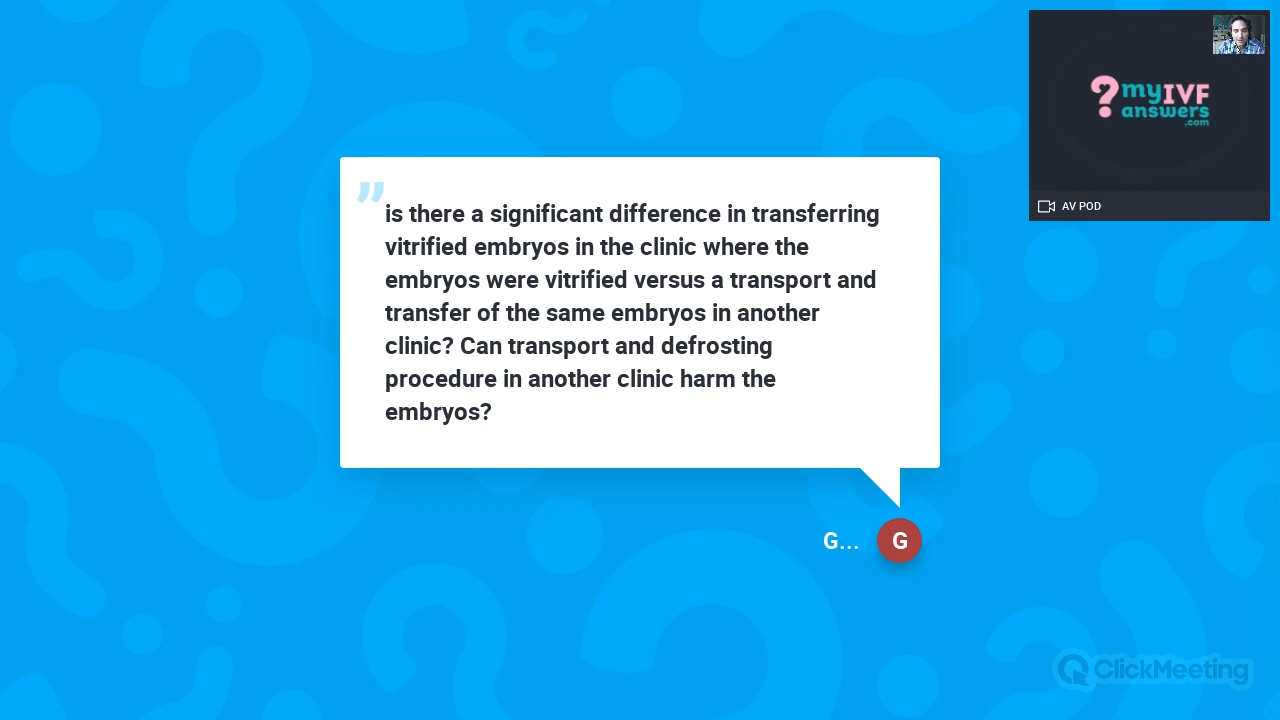 is there a significant difference in transferring
vitrified embryos in the clinic where the
embryos were vitrified versus a transport and
transfer of the same embryos in another
clinic? Can transport and defrosting
procedure in another clinic harm the
embryos?
G... G
?myIVF
answers
.com
AV POD
ClickMeeting